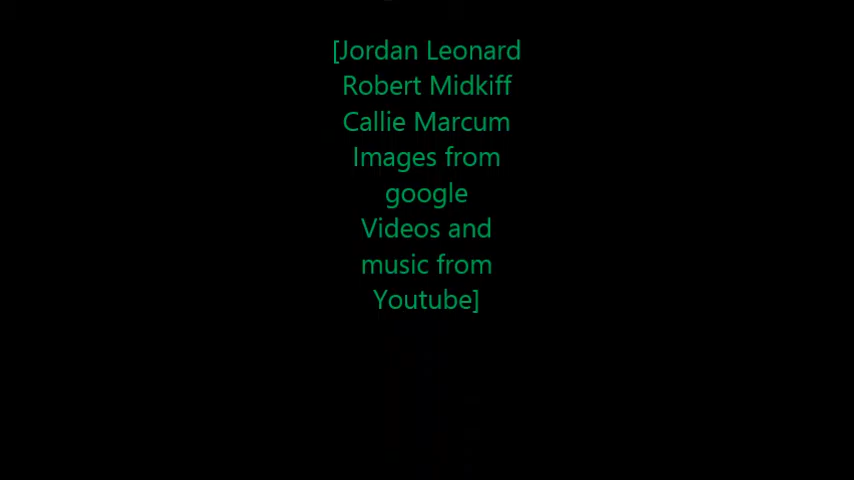 [Jordan Leonard
Robert Midkiff
Callie Marcum
Images from
google
Videos and
music from
Youtube]